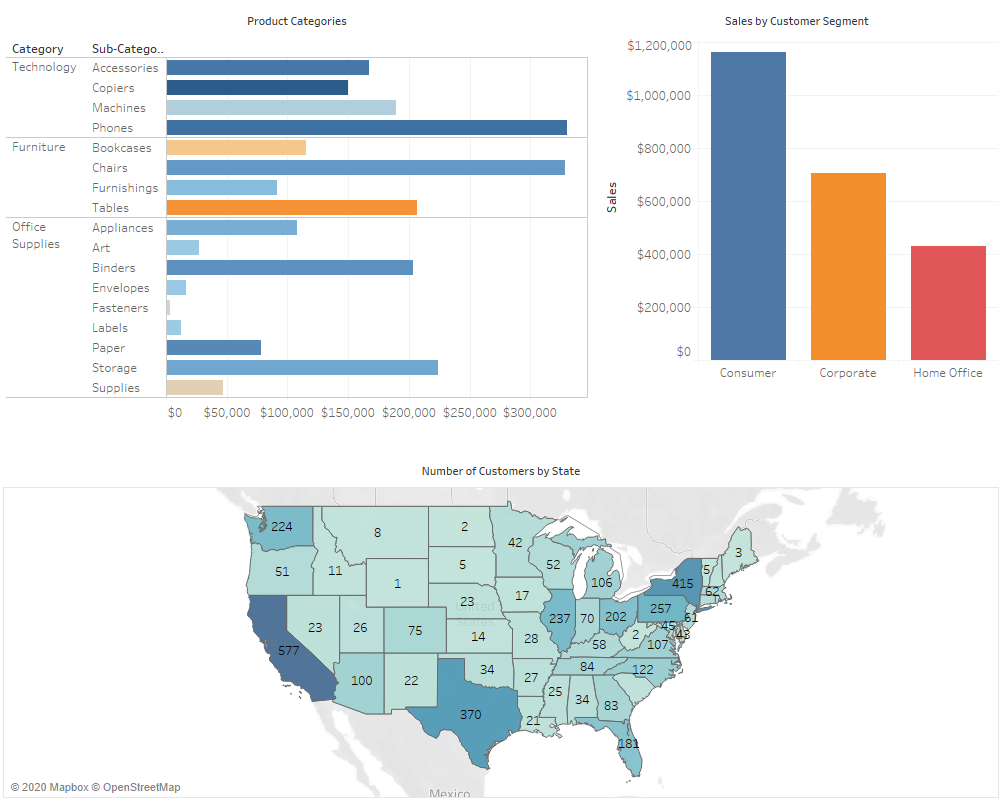 Product Categories
Category Sub-Catego..
Technology Accessories
Copiers
Machines
Phones
Furniture Bookcases
Chairs
Furnishings
Tables
Office Supplies Appliances
Art
Binders
Envelopes
Fasteners
Labels
Paper
Storage
Supplies
$0 $50,000 $100,000 $150,000 $200,000 $250,000 $300,000
Sales by Customer Segment
Sales
$1,200,000
$1,000,000
$800,000
$600,000
$400,000
$200,000
$0
Consumer Corporate Home Office
Number of Customers by State
224 8 2 42 3
51 11 1 5 52 106 415 5 62
23 17 237 70 202 257 61
United States
577 23 26 75 14 28 58 2 107 45 43
100 22 34 27 84 122
370 21 25 34 83
181
Mexico
© 2020 Mapbox © OpenStreetMap